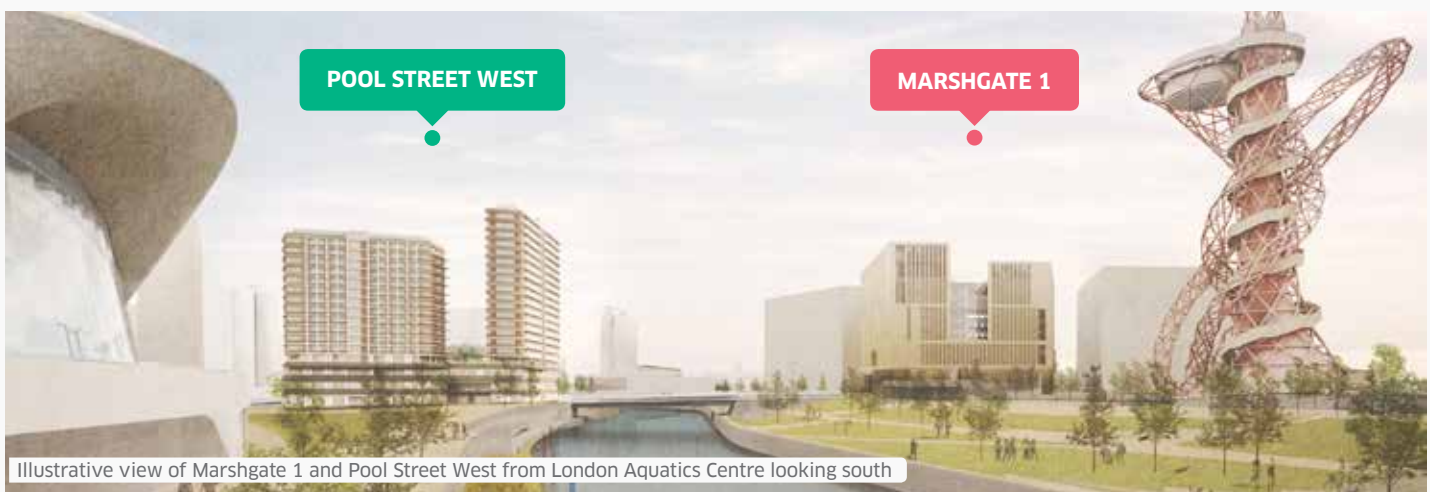 POOL STREET WEST
MARSHGATE 1
Illustrative view of Marshgate 1 and Pool Street West from London Aquatics Centre looking south